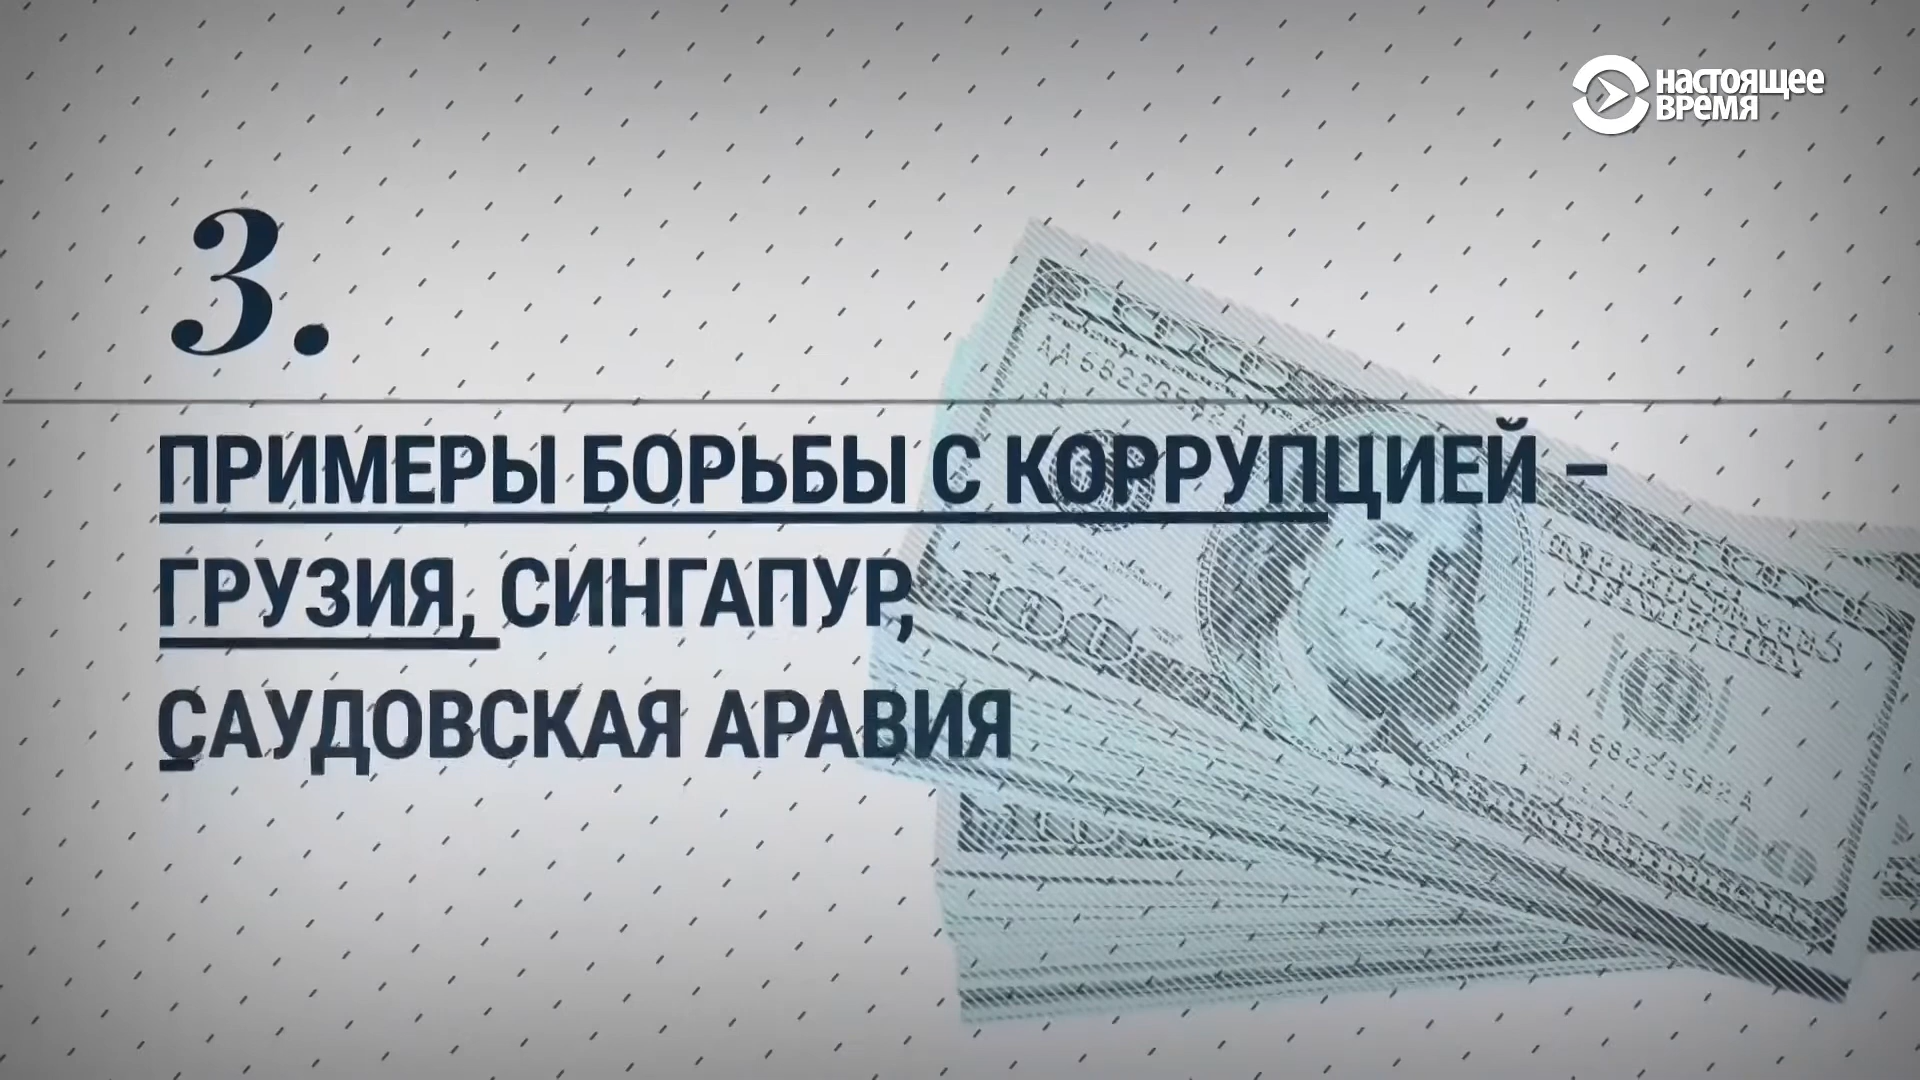 НАСТОЯЩЕЕ
ВРЕМЯ
3.
ПРИМЕРЫ БОРЬБЫ С КОРРУПЦИЕЙ –
ГРУЗИЯ, СИНГАПУР,
САУДОВСКАЯ АРАВИЯ